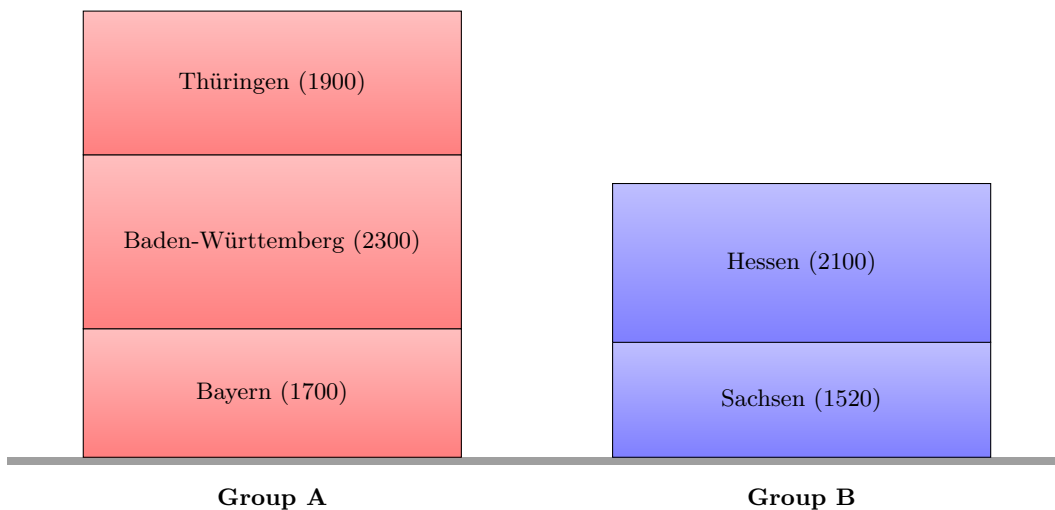 Thüringen (1900)
Baden-Württemberg (2300)
Bayern (1700)
Hessen (2100)
Sachsen (1520)
Group A
Group B